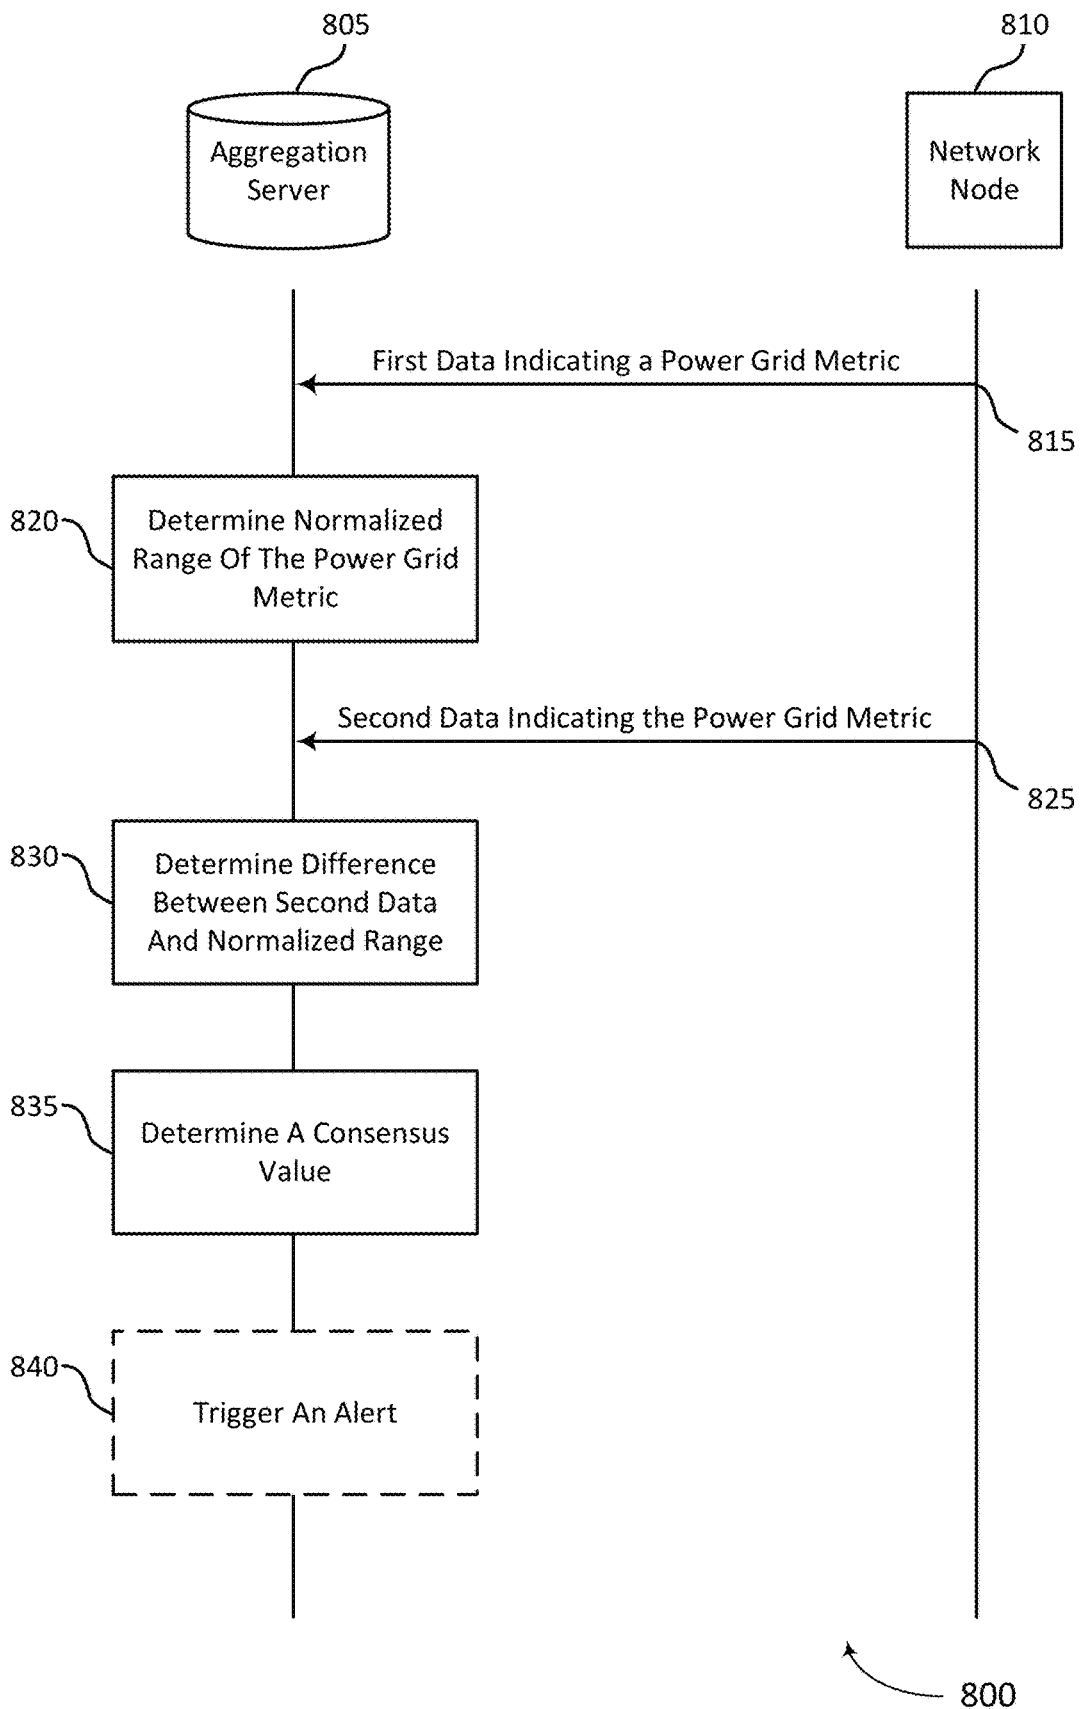 805
810
Aggregation
Server
Network
Node
First Data Indicating a Power Grid Metric
815
820
Determine Normalized
Range Of The Power Grid
Metric
Second Data Indicating the Power Grid Metric
825
830
Determine Difference
Between Second Data
And Normalized Range
835
Determine A Consensus
Value
840
Trigger An Alert
800